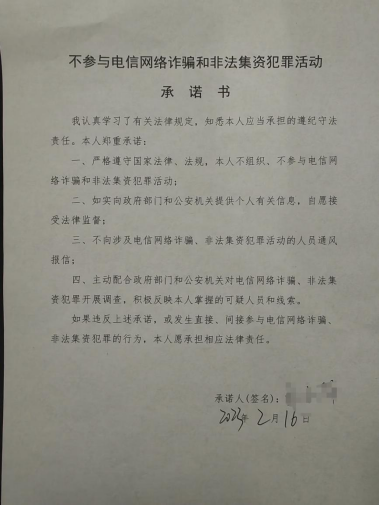 不参与电信网络诈骗和非法集资犯罪活动
承 诺 书
我认真学习了有关法律规定，知悉本人应当承担的遵纪守法
责任。本人郑重承诺：
一、严格遵守国家法律、法规，本人不组织、不参与电信网
络诈骗和非法集资犯罪活动；
二、如实向政府部门和公安机关提供个人有关信息，自愿接
受法律监督；
三、不向涉及电信网络诈骗、非法集资犯罪活动的人员通风
报信；
四、主动配合政府部门和公安机关对电信网络诈骗、非法集
资犯罪开展调查，积极反映本人掌握的可疑人员和线索。
如果违反上述承诺，或发生直接、间接参与电信网络诈骗、
非法集资犯罪的行为，本人愿承担相应法律责任。
承诺人(签名)：
年 2 月 16 日